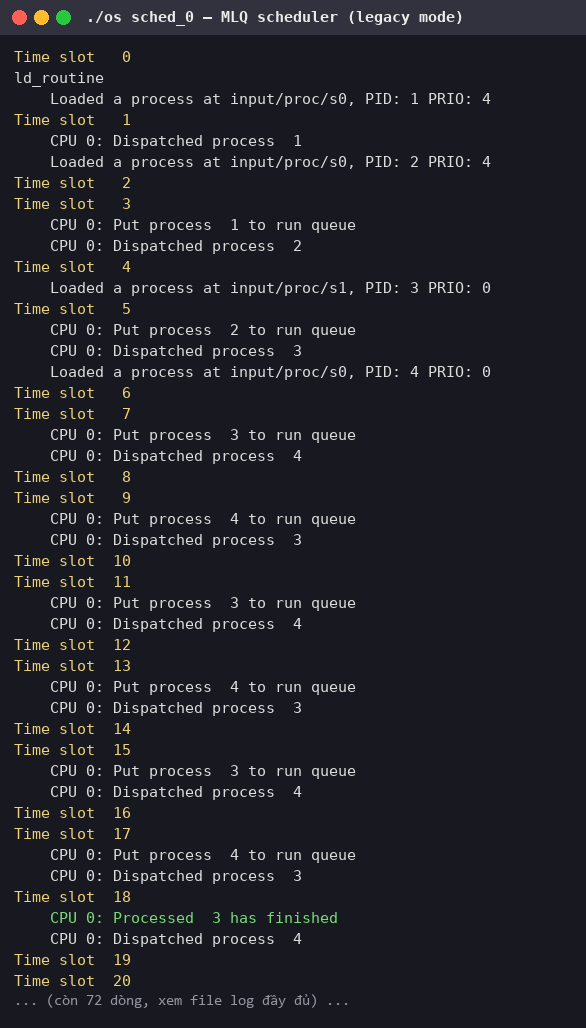 ./os sched_0 — MLQ scheduler (legacy mode)
Time slot   0
ld_routine
    Loaded a process at input/proc/s0, PID: 1 PRIO: 4
Time slot   1
    CPU 0: Dispatched process  1
    Loaded a process at input/proc/s0, PID: 2 PRIO: 4
Time slot   2
Time slot   3
    CPU 0: Put process  1 to run queue
    CPU 0: Dispatched process  2
Time slot   4
    Loaded a process at input/proc/s1, PID: 3 PRIO: 0
Time slot   5
    CPU 0: Put process  2 to run queue
    CPU 0: Dispatched process  3
    Loaded a process at input/proc/s0, PID: 4 PRIO: 0
Time slot   6
Time slot   7
    CPU 0: Put process  3 to run queue
    CPU 0: Dispatched process  4
Time slot   8
Time slot   9
    CPU 0: Put process  4 to run queue
    CPU 0: Dispatched process  3
Time slot  10
Time slot  11
    CPU 0: Put process  3 to run queue
    CPU 0: Dispatched process  4
Time slot  12
Time slot  13
    CPU 0: Put process  4 to run queue
    CPU 0: Dispatched process  3
Time slot  14
Time slot  15
    CPU 0: Put process  3 to run queue
    CPU 0: Dispatched process  4
Time slot  16
Time slot  17
    CPU 0: Put process  4 to run queue
    CPU 0: Dispatched process  3
Time slot  18
    CPU 0: Processed  3 has finished
    CPU 0: Dispatched process  4
Time slot  19
Time slot  20
... (còn 72 dòng, xem file log đầy đủ) ...